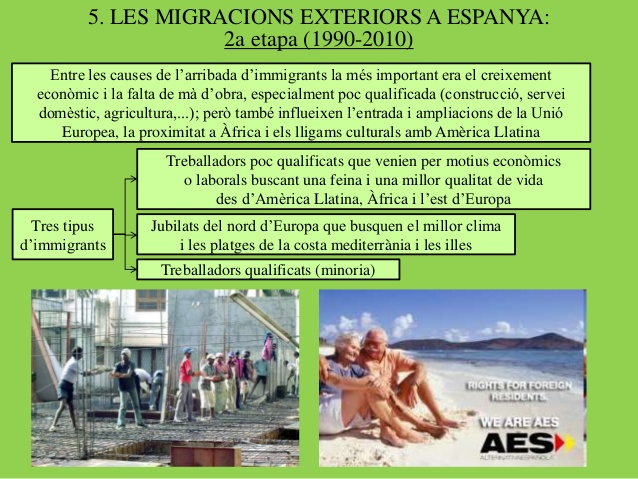 5. LES MIGRACIONS EXTERIORS A ESPANYA:
2a etapa (1990-2010)
Entre les causes de l’arribada d’immigrants la més important era el creixement
econòmic i la falta de mà d’obra, especialment poc qualificada (construcció, servei
domèstic, agricultura,...); però també influeixen l’entrada i ampliacions de la Unió
Europea, la proximitat a Àfrica i els lligams culturals amb Amèrica Llatina
Treballadors poc qualificats que venien per motius econòmics
o laborals buscant una feina i una millor qualitat de vida
des d’Amèrica Llatina, Àfrica i l’est d’Europa
Tres tipus
d’immigrants
Jubilats del nord d’Europa que busquen el millor clima
i les platges de la costa mediterrània i les illes
Treballadors qualificats (minoria)
RIGHTS FOR FOREIGN
RESIDENTS.
WE ARE AES
AES
ALTERNATIVAESPAÑOLA